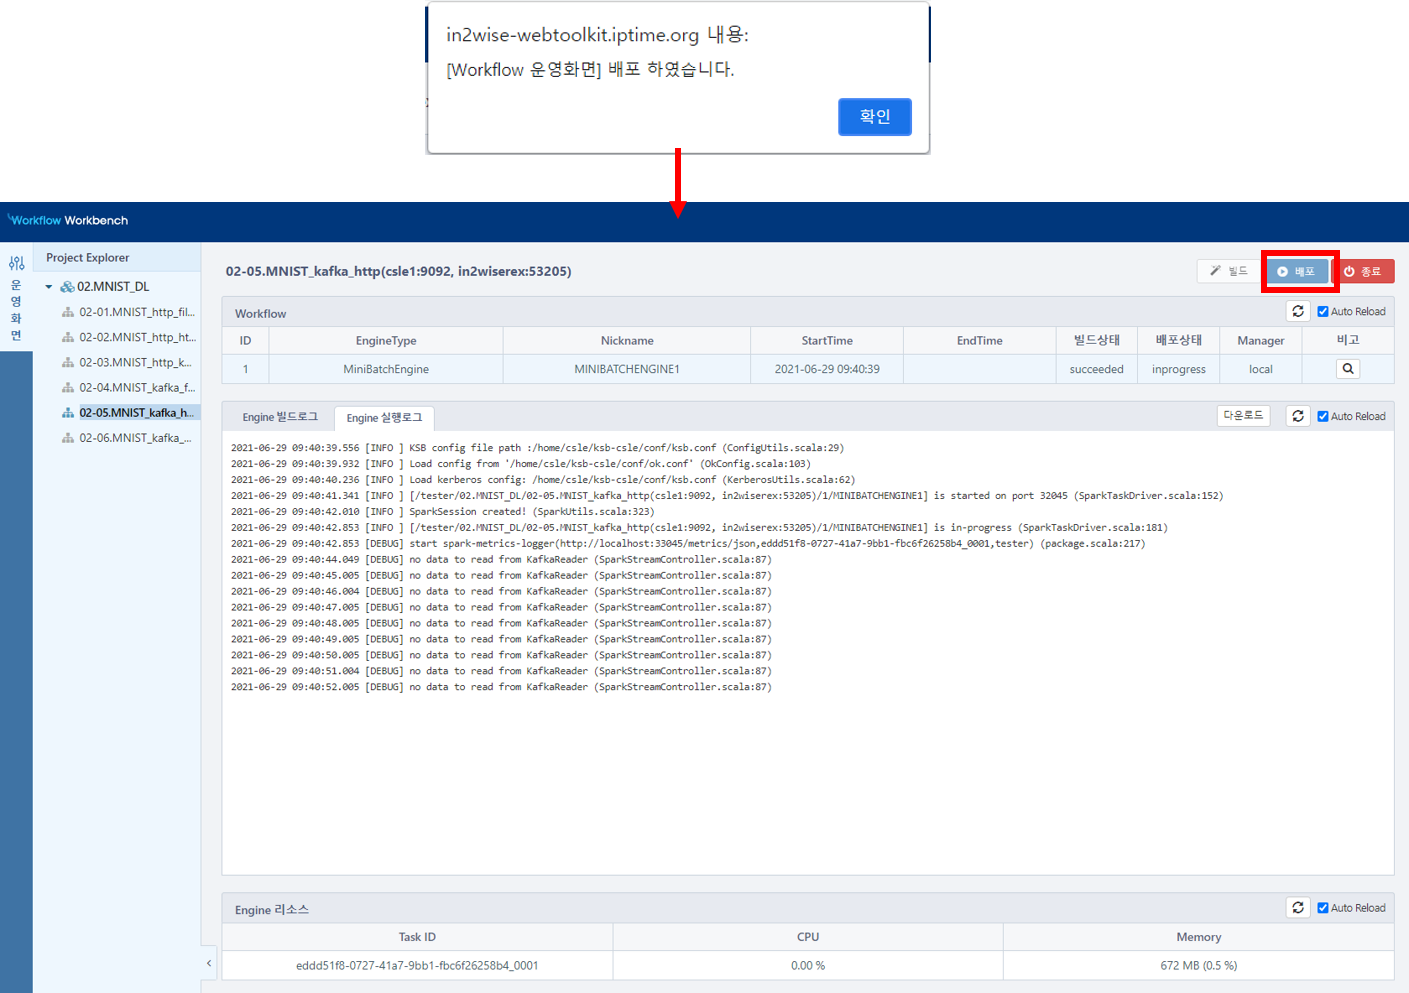 in2wise-webtoolkit.iptime.org 내용:
[Workflow 운영화면] 배포 하였습니다.
확인
Workflow Workbench
운영화면
Project Explorer
02.MNIST_DL
02-01.MNIST_http_fil...
02-02.MNIST_http_ht...
02-03.MNIST_http_k...
02-04.MNIST_kafka_f...
02-05.MNIST_kafka_h...
02-06.MNIST_kafka_...
02-05.MNIST_kafka_http(csle1:9092, in2wiserex:53205)
빌드 배포 종료
Workflow Auto Reload
ID EngineType Nickname StartTime EndTime 빌드상태 배포상태 Manager 비고
1 MiniBatchEngine MINIBATCHENGINE1 2021-06-29 09:40:39 succeeded inprogress local
Engine 빌드로그 Engine 실행로그 다운로드 Auto Reload
2021-06-29 09:40:39.556 [INFO ] KSB config file path :/home/csle/ksb-csle/conf/ksb.conf (ConfigUtils.scala:29)
2021-06-29 09:40:39.932 [INFO ] Load config from '/home/csle/ksb-csle/conf/ok.conf' (OkConfig.scala:103)
2021-06-29 09:40:40.236 [INFO ] Load kerberos config: /home/csle/ksb-csle/conf/ksb.conf (KerberosUtils.scala:62)
2021-06-29 09:40:41.341 [INFO ] [/tester/02.MNIST_DL/02-05.MNIST_kafka_http(csle1:9092, in2wiserex:53205)/1/MINIBATCHENGINE1] is started on port 32045 (SparkTaskDriver.scala:152)
2021-06-29 09:40:42.010 [INFO ] SparkSession created! (SparkUtils.scala:323)
2021-06-29 09:40:42.853 [INFO ] [/tester/02.MNIST_DL/02-05.MNIST_kafka_http(csle1:9092, in2wiserex:53205)/1/MINIBATCHENGINE1] is in-progress (SparkTaskDriver.scala:181)
2021-06-29 09:40:42.853 [DEBUG] start spark-metrics-logger(http://localhost:33045/metrics/json,eddd51f8-0727-41a7-9bb1-fbc6f26258b4_0001,tester) (package.scala:217)
2021-06-29 09:40:44.049 [DEBUG] no data to read from KafkaReader (SparkStreamController.scala:87)
2021-06-29 09:40:45.005 [DEBUG] no data to read from KafkaReader (SparkStreamController.scala:87)
2021-06-29 09:40:46.004 [DEBUG] no data to read from KafkaReader (SparkStreamController.scala:87)
2021-06-29 09:40:47.005 [DEBUG] no data to read from KafkaReader (SparkStreamController.scala:87)
2021-06-29 09:40:48.005 [DEBUG] no data to read from KafkaReader (SparkStreamController.scala:87)
2021-06-29 09:40:49.005 [DEBUG] no data to read from KafkaReader (SparkStreamController.scala:87)
2021-06-29 09:40:50.005 [DEBUG] no data to read from KafkaReader (SparkStreamController.scala:87)
2021-06-29 09:40:51.004 [DEBUG] no data to read from KafkaReader (SparkStreamController.scala:87)
2021-06-29 09:40:52.005 [DEBUG] no data to read from KafkaReader (SparkStreamController.scala:87)
Engine 리소스 Auto Reload
Task ID CPU Memory
eddd51f8-0727-41a7-9bb1-fbc6f26258b4_0001 0.00 % 672 MB (0.5 %)